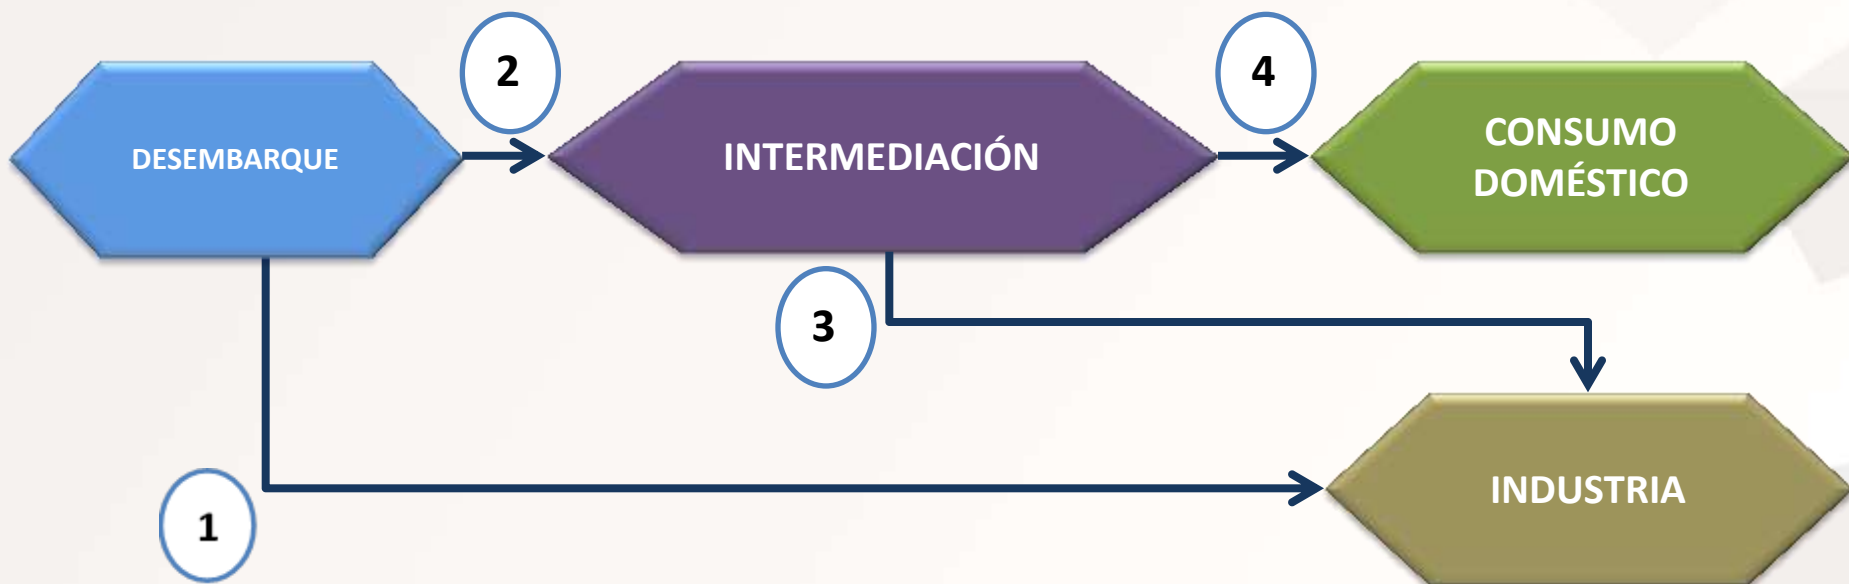 2
4
DESEMBARQUE
INTERMEDIACIÓN
CONSUMO
DOMÉSTICO
3
INDUSTRIA
1